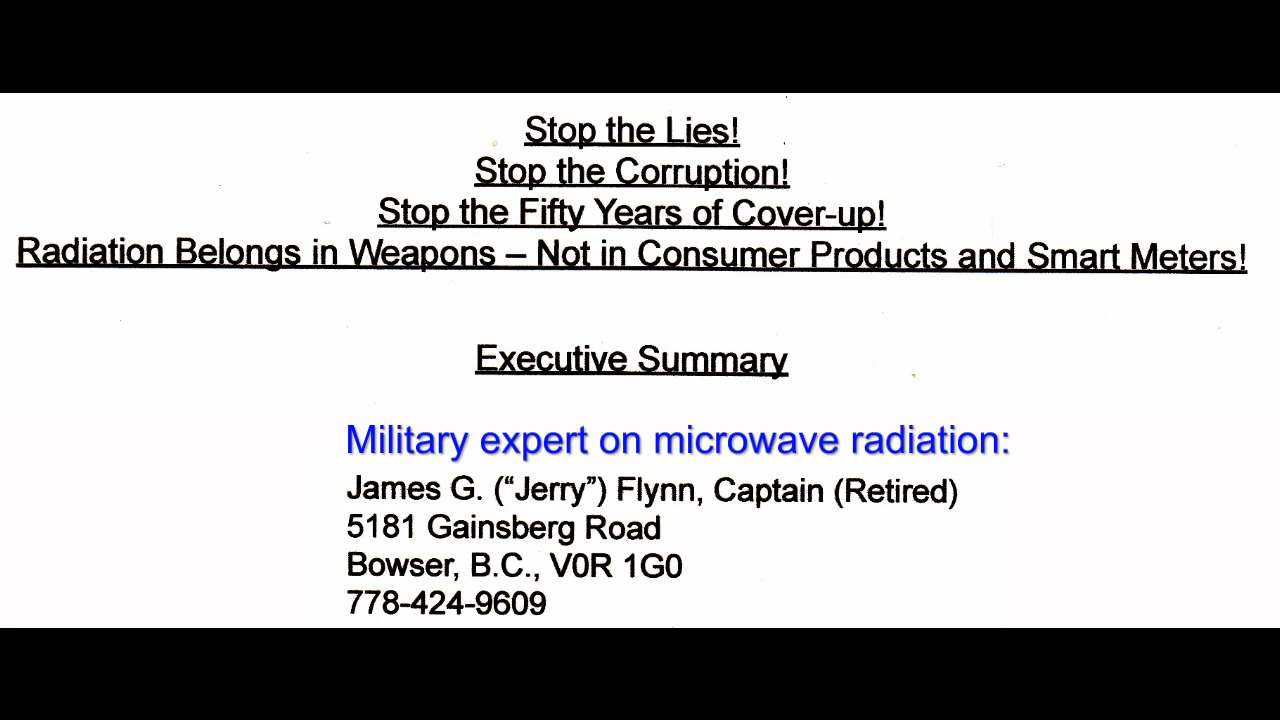 Stop the Lies!
Stop the Corruption!
Stop the Fifty Years of Cover-up!
Radiation Belongs in Weapons – Not in Consumer Products and Smart Meters!
Executive Summary
Military expert on microwave radiation:
James G. (“Jerry”) Flynn, Captain (Retired)
5181 Gainsberg Road
Bowser, B.C., V0R 1G0
778-424-9609